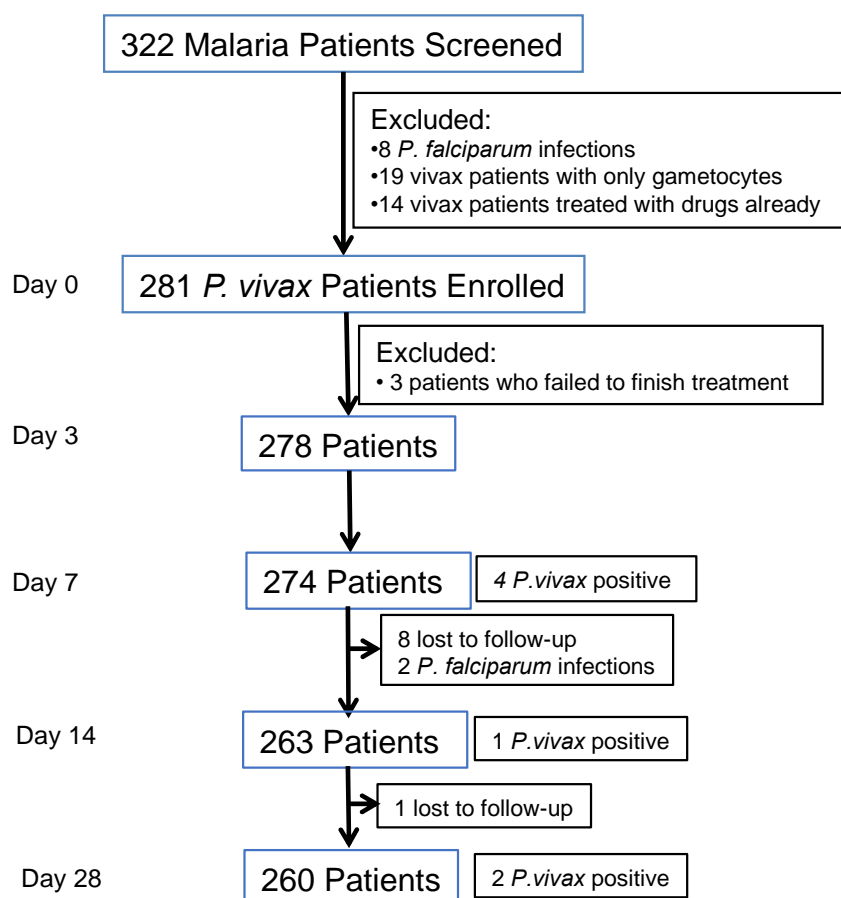 322 Malaria Patients Screened
Excluded:
•8 P. falciparum infections
•19 vivax patients with only gametocytes
•14 vivax patients treated with drugs already
Day 0
281 P. vivax Patients Enrolled
Excluded:
• 3 patients who failed to finish treatment
Day 3
278 Patients
Day 7
274 Patients
4 P.vivax positive
8 lost to follow-up
2 P. falciparum infections
Day 14
263 Patients
1 P.vivax positive
1 lost to follow-up
Day 28
260 Patients
2 P.vivax positive